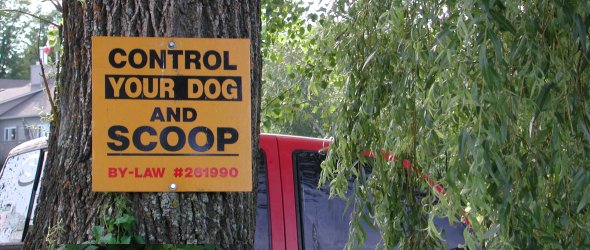 CONTROL
YOUR DOG
AND
SCOOP
BY-LAW #261990